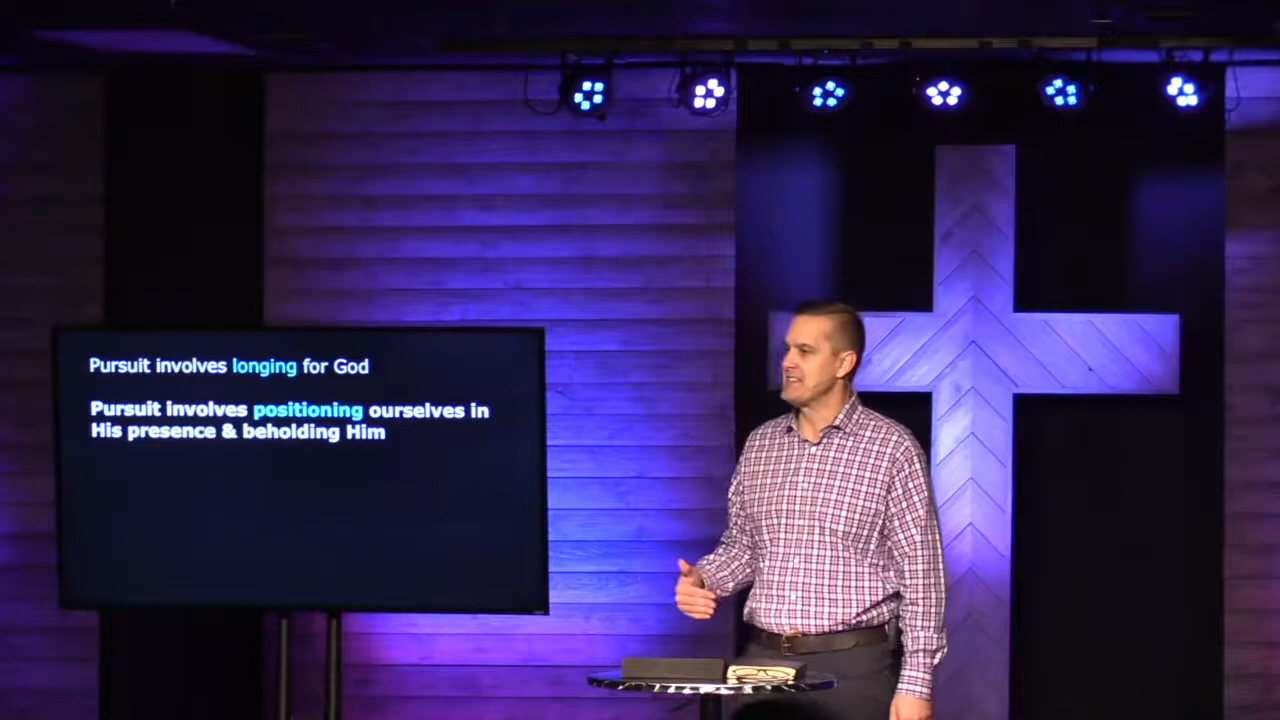 Pursuit involves longing for God
Pursuit involves positioning ourselves in
His presence & beholding Him